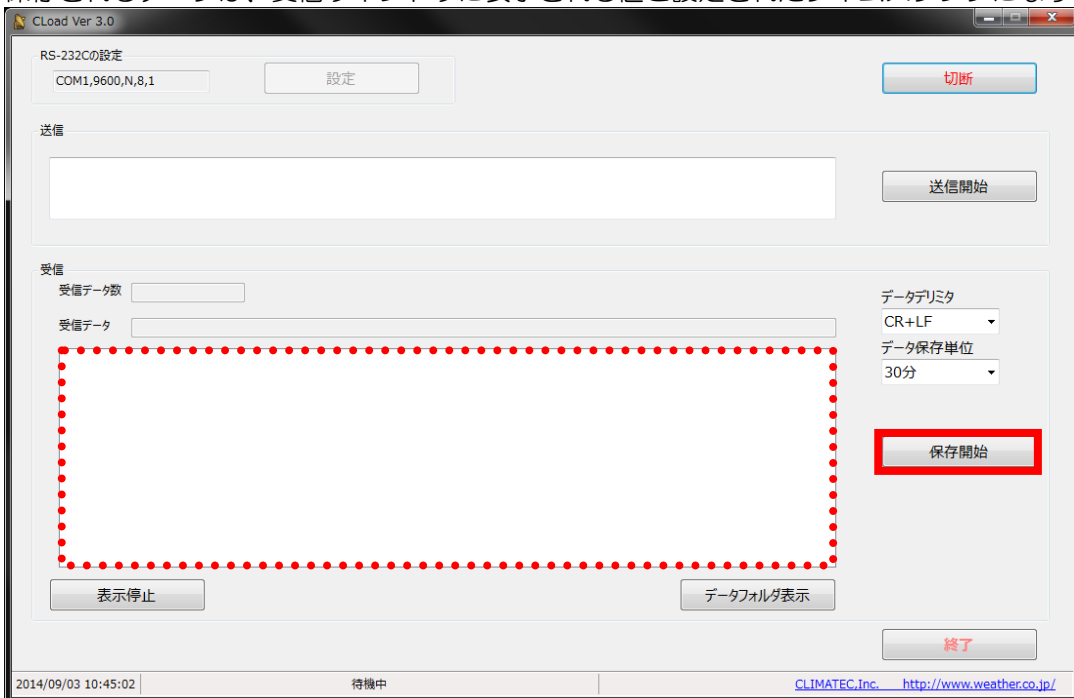 CLoad Ver 3.0
RS-232Cの設定
COM1,9600,N,8,1
設定
切断
送信
送信開始
受信
受信データ数
受信データ
データデリミタ
CR+LF
データ保存単位
30分
保存開始
表示停止
データフォルダ表示
終了
2014/09/03 10:45:02
待機中
CLIMATEC,Inc. http://www.weather.co.jp/